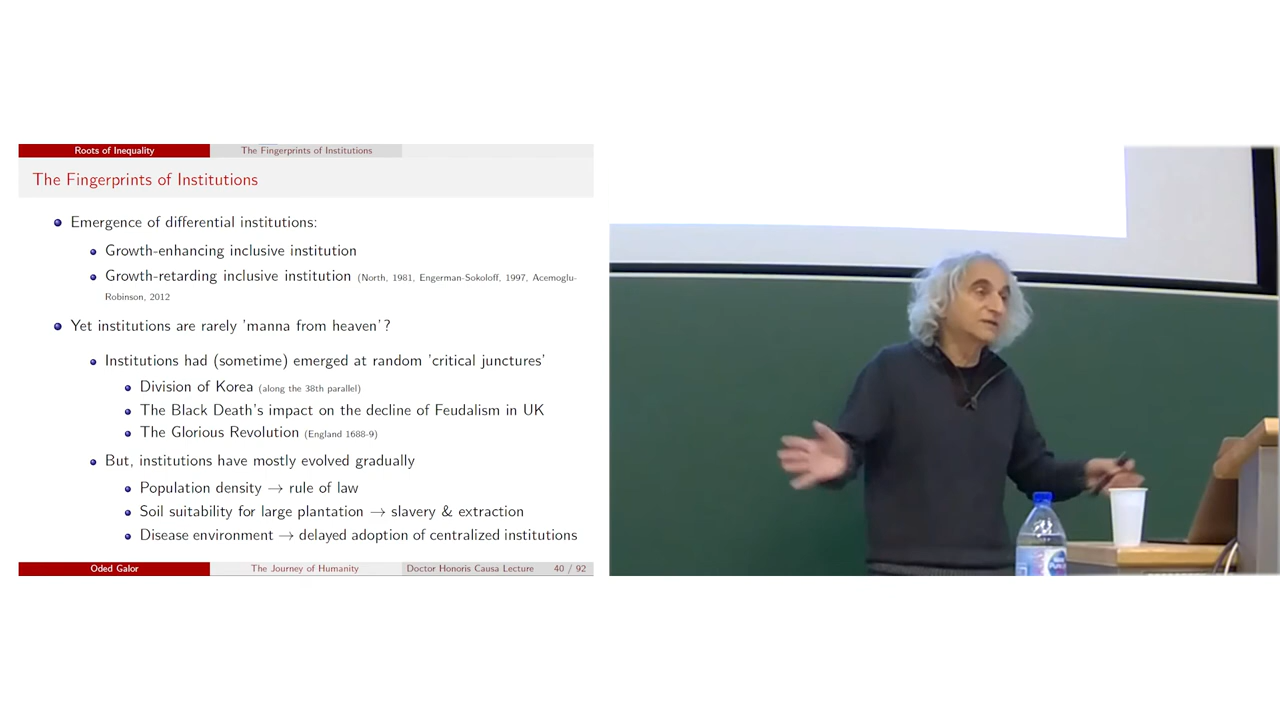 Roots of Inequality
The Fingerprints of Institutions
The Fingerprints of Institutions
Emergence of differential institutions:
Growth-enhancing inclusive institution
Growth-retarding inclusive institution (North, 1981, Engerman-Sokoloff, 1997, Acemoglu-
Robinson, 2012
Yet institutions are rarely 'manna from heaven'?
Institutions had (sometime) emerged at random 'critical junctures'
Division of Korea (along the 38th parallel)
The Black Death's impact on the decline of Feudalism in UK
The Glorious Revolution (England 1688-9)
But, institutions have mostly evolved gradually
Population density → rule of law
Soil suitability for large plantation → slavery & extraction
Disease environment → delayed adoption of centralized institutions
Oded Galor
The Journey of Humanity
Doctor Honoris Causa Lecture 40 / 92